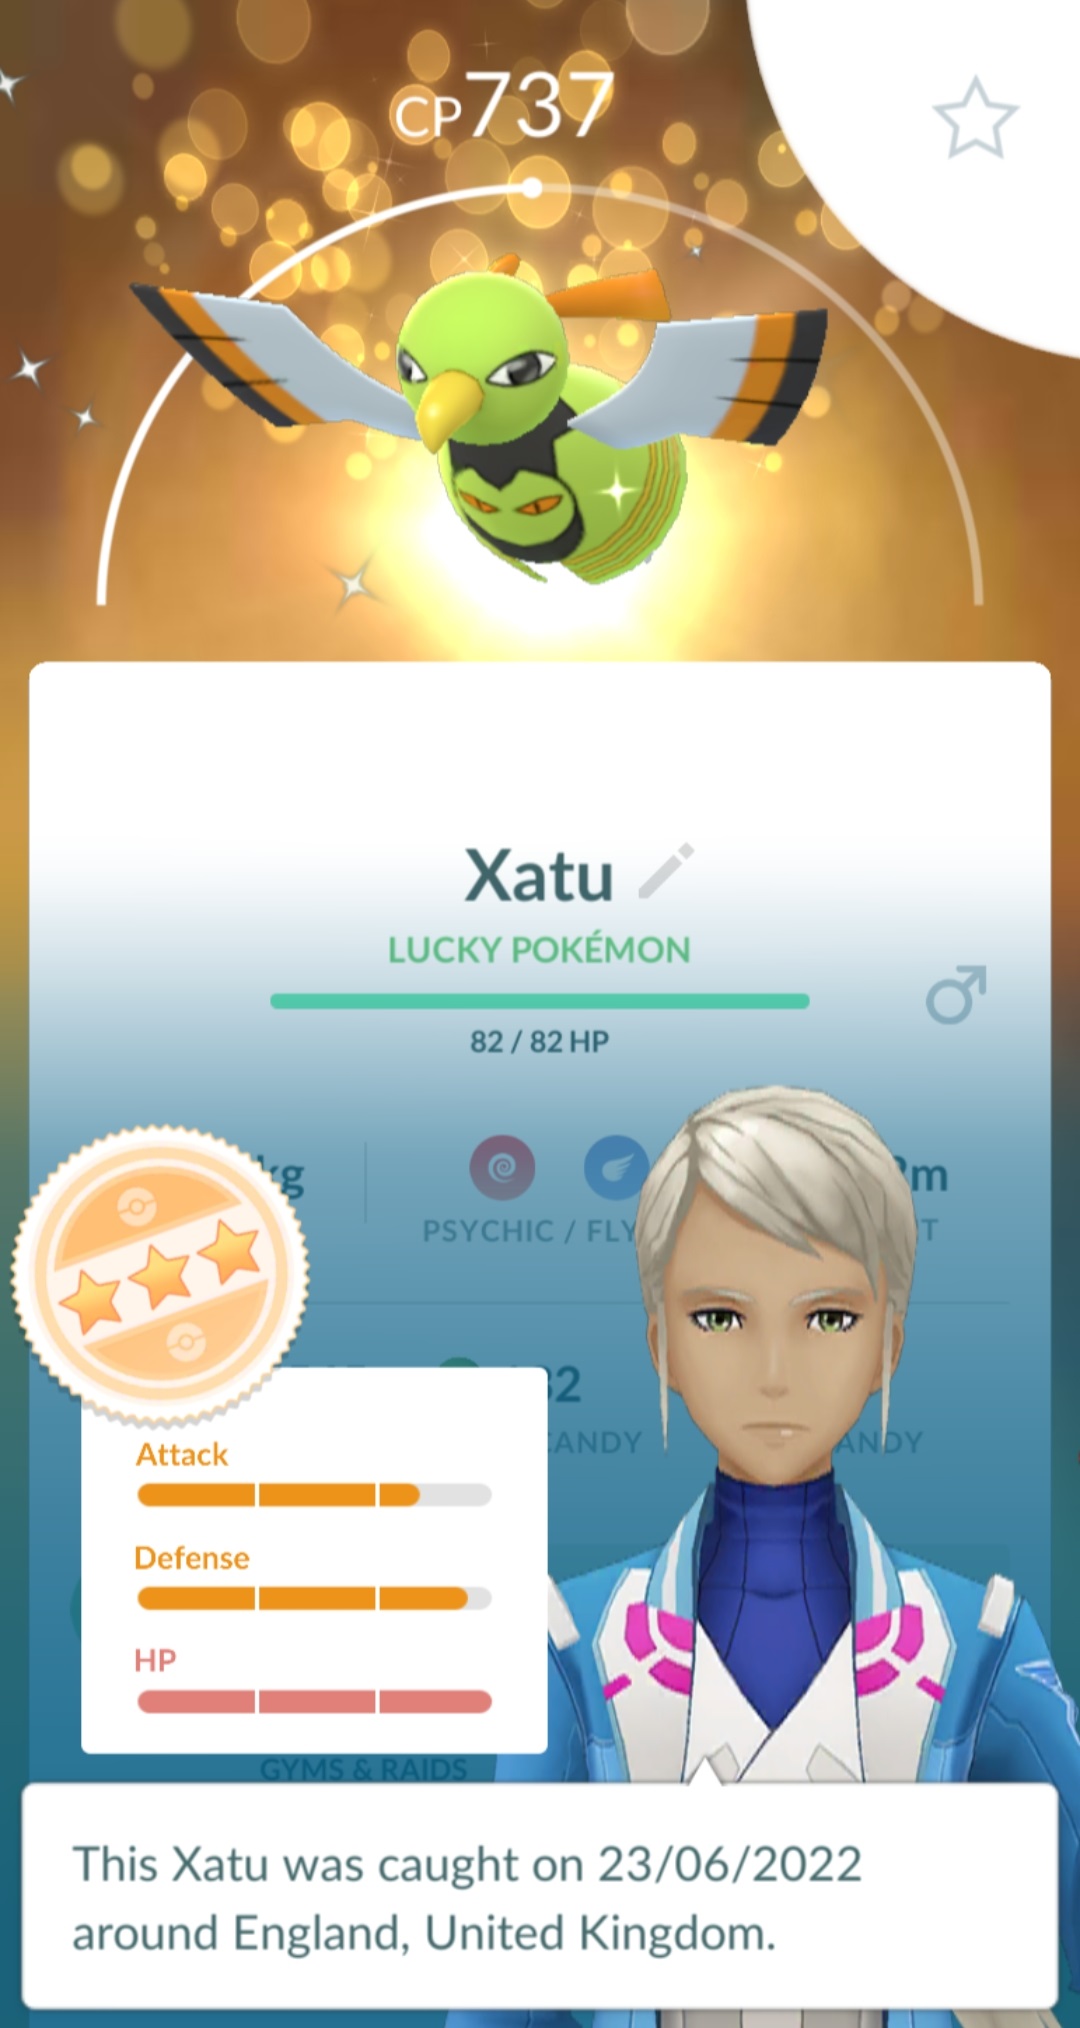 CP737
Xatu
LUCKY POKÉMON
82 / 82 HP
kg
m
PSYCHIC / FLY
Attack
CANDY
ANDY
Defense
HP
GYMS & RAIDS
This Xatu was caught on 23/06/2022
around England, United Kingdom.